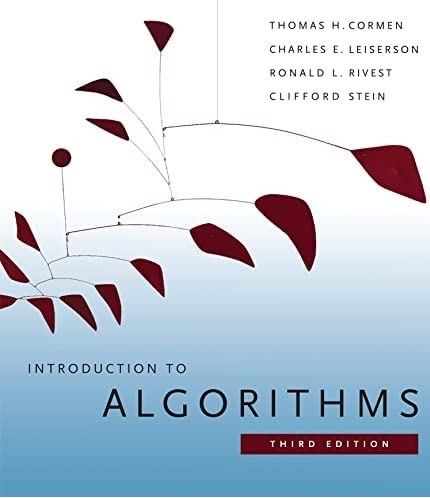 THOMAS H. CORMEN
CHARLES E. LEISERSON
RONALD L. RIVEST
CLIFFORD STEIN
INTRODUCTION TO
ALGORITHMS
THIRD EDITION